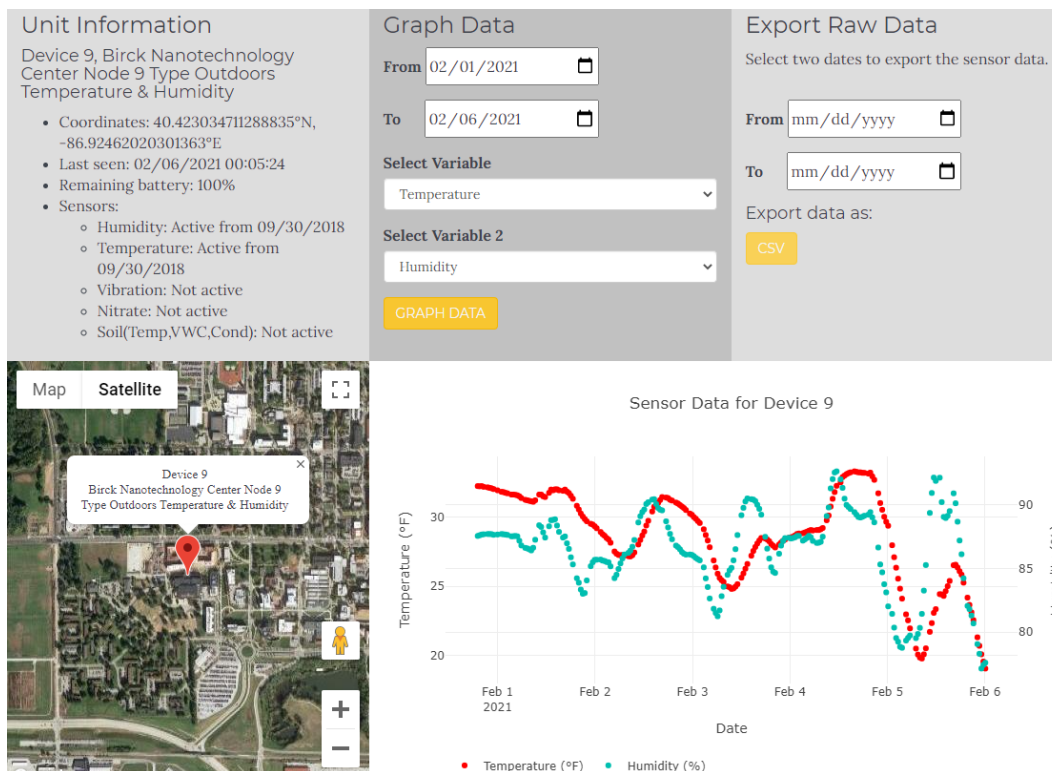 Unit Information
Device 9, Birck Nanotechnology
Center Node 9 Type Outdoors
Temperature & Humidity
• Coordinates: 40.423034711288835°N,
-86.92462020301363°E
• Last seen: 02/06/2021 00:05:24
• Remaining battery: 100%
• Sensors:
○ Humidity: Active from 09/30/2018
○ Temperature: Active from
09/30/2018
○ Vibration: Not active
○ Nitrate: Not active
○ Soil(Temp,VWC,Cond): Not active
Graph Data
From 02/01/2021
To 02/06/2021
Select Variable
Temperature
Select Variable 2
Humidity
GRAPH DATA
Export Raw Data
Select two dates to export the sensor data.
From mm/dd/yyyy
To mm/dd/yyyy
Export data as:
CSV
Map Satellite
Device 9
Birck Nanotechnology Center Node 9
Type Outdoors Temperature & Humidity
Sensor Data for Device 9
Temperature (°F)
30
25
20
90
85
80
Feb 1 Feb 2 Feb 3 Feb 4 Feb 5 Feb 6
2021
Date
Temperature (°F) Humidity (%)